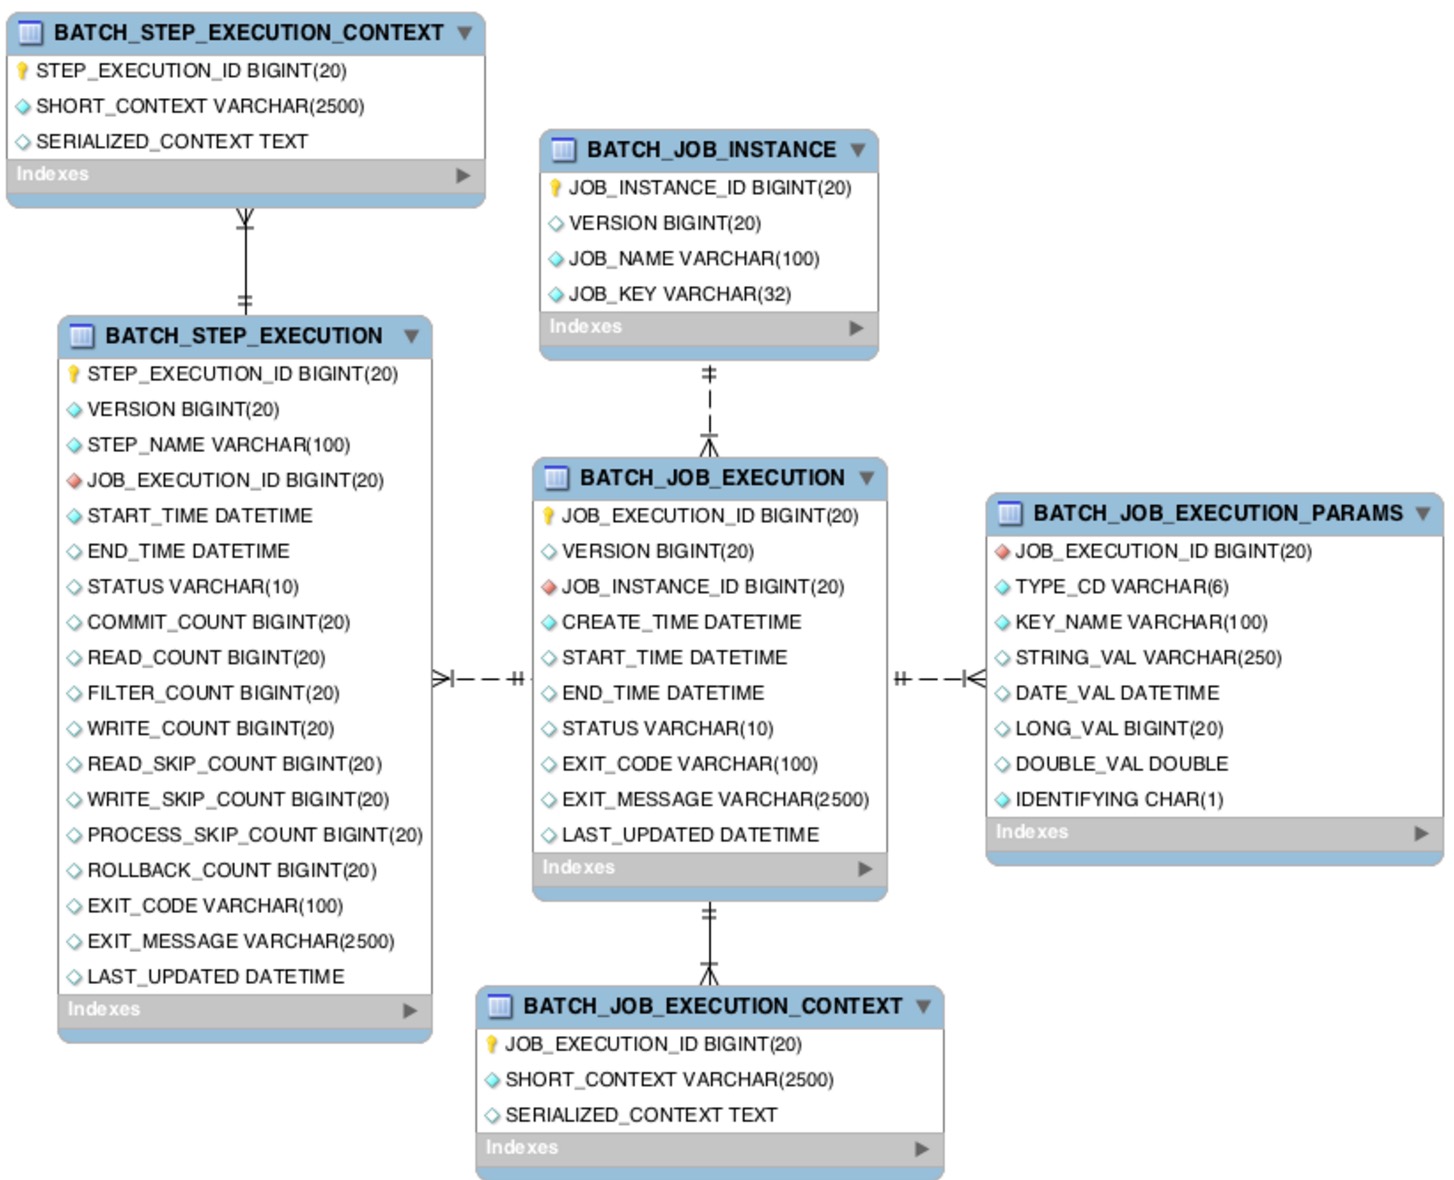 BATCH_STEP_EXECUTION_CONTEXT
STEP_EXECUTION_ID BIGINT(20)
SHORT_CONTEXT VARCHAR(2500)
SERIALIZED_CONTEXT TEXT
Indexes
BATCH_JOB_INSTANCE
JOB_INSTANCE_ID BIGINT(20)
VERSION BIGINT(20)
JOB_NAME VARCHAR(100)
JOB_KEY VARCHAR(32)
Indexes
BATCH_STEP_EXECUTION
STEP_EXECUTION_ID BIGINT(20)
VERSION BIGINT(20)
STEP_NAME VARCHAR(100)
JOB_EXECUTION_ID BIGINT(20)
START_TIME DATETIME
END_TIME DATETIME
STATUS VARCHAR(10)
COMMIT_COUNT BIGINT(20)
READ_COUNT BIGINT(20)
FILTER_COUNT BIGINT(20)
WRITE_COUNT BIGINT(20)
READ_SKIP_COUNT BIGINT(20)
WRITE_SKIP_COUNT BIGINT(20)
PROCESS_SKIP_COUNT BIGINT(20)
ROLLBACK_COUNT BIGINT(20)
EXIT_CODE VARCHAR(100)
EXIT_MESSAGE VARCHAR(2500)
LAST_UPDATED DATETIME
Indexes
BATCH_JOB_EXECUTION
JOB_EXECUTION_ID BIGINT(20)
VERSION BIGINT(20)
JOB_INSTANCE_ID BIGINT(20)
CREATE_TIME DATETIME
START_TIME DATETIME
END_TIME DATETIME
STATUS VARCHAR(10)
EXIT_CODE VARCHAR(100)
EXIT_MESSAGE VARCHAR(2500)
LAST_UPDATED DATETIME
Indexes
BATCH_JOB_EXECUTION_PARAMS
JOB_EXECUTION_ID BIGINT(20)
TYPE_CD VARCHAR(6)
KEY_NAME VARCHAR(100)
STRING_VAL VARCHAR(250)
DATE_VAL DATETIME
LONG_VAL BIGINT(20)
DOUBLE_VAL DOUBLE
IDENTIFYING CHAR(1)
Indexes
BATCH_JOB_EXECUTION_CONTEXT
JOB_EXECUTION_ID BIGINT(20)
SHORT_CONTEXT VARCHAR(2500)
SERIALIZED_CONTEXT TEXT
Indexes